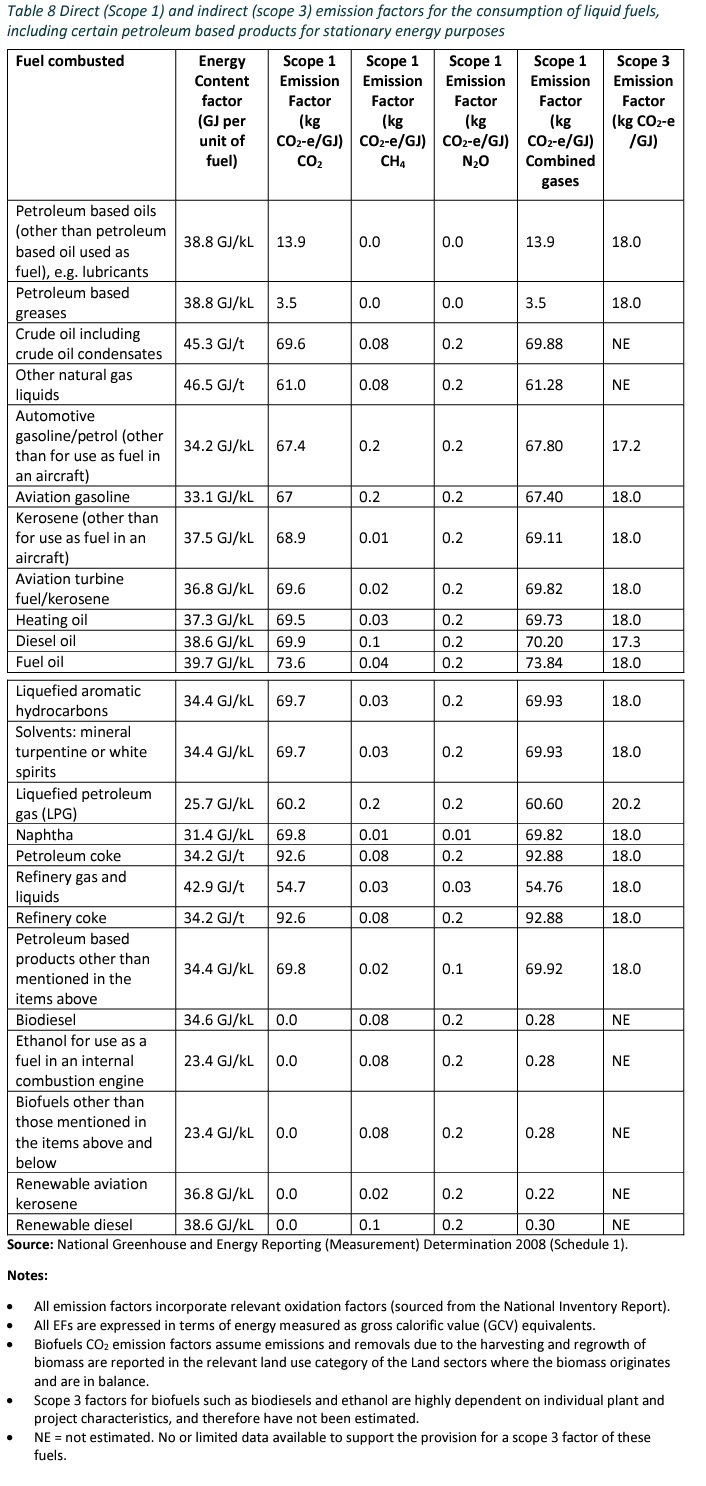 Table 8 Direct (Scope 1) and indirect (scope 3) emission factors for the consumption of liquid fuels,
including certain petroleum based products for stationary energy purposes
Fuel combusted Energy Content factor (GJ per unit of fuel) Scope 1 Emission Factor (kg CO₂-e/GJ) CO₂ Scope 1 Emission Factor (kg CO₂-e/GJ) CH₄ Scope 1 Emission Factor (kg CO₂-e/GJ) N₂O Scope 1 Emission Factor (kg CO₂-e/GJ) Combined gases Scope 3 Emission Factor (kg CO₂-e /GJ)
Petroleum based oils (other than petroleum based oil used as fuel), e.g. lubricants 38.8 GJ/kL 13.9 0.0 0.0 13.9 18.0
Petroleum based greases 38.8 GJ/kL 3.5 0.0 0.0 3.5 18.0
Crude oil including crude oil condensates 45.3 GJ/t 69.6 0.08 0.2 69.88 NE
Other natural gas liquids 46.5 GJ/t 61.0 0.08 0.2 61.28 NE
Automotive gasoline/petrol (other than for use as fuel in an aircraft) 34.2 GJ/kL 67.4 0.2 0.2 67.80 17.2
Aviation gasoline 33.1 GJ/kL 67 0.2 0.2 67.40 18.0
Kerosene (other than for use as fuel in an aircraft) 37.5 GJ/kL 68.9 0.01 0.2 69.11 18.0
Aviation turbine fuel/kerosene 36.8 GJ/kL 69.6 0.02 0.2 69.82 18.0
Heating oil 37.3 GJ/kL 69.5 0.03 0.2 69.73 18.0
Diesel oil 38.6 GJ/kL 69.9 0.1 0.2 70.20 17.3
Fuel oil 39.7 GJ/kL 73.6 0.04 0.2 73.84 18.0
Liquefied aromatic hydrocarbons 34.4 GJ/kL 69.7 0.03 0.2 69.93 18.0
Solvents: mineral turpentine or white spirits 34.4 GJ/kL 69.7 0.03 0.2 69.93 18.0
Liquefied petroleum gas (LPG) 25.7 GJ/kL 60.2 0.2 0.2 60.60 20.2
Naphtha 31.4 GJ/kL 69.8 0.01 0.01 69.82 18.0
Petroleum coke 34.2 GJ/t 92.6 0.08 0.2 92.88 18.0
Refinery gas and liquids 42.9 GJ/t 54.7 0.03 0.03 54.76 18.0
Refinery coke 34.2 GJ/t 92.6 0.08 0.2 92.88 18.0
Petroleum based products other than mentioned in the items above 34.4 GJ/kL 69.8 0.02 0.1 69.92 18.0
Biodiesel 34.6 GJ/kL 0.0 0.08 0.2 0.28 NE
Ethanol for use as a fuel in an internal combustion engine 23.4 GJ/kL 0.0 0.08 0.2 0.28 NE
Biofuels other than those mentioned in the items above and below 23.4 GJ/kL 0.0 0.08 0.2 0.28 NE
Renewable aviation kerosene 36.8 GJ/kL 0.0 0.02 0.2 0.22 NE
Renewable diesel 38.6 GJ/kL 0.0 0.1 0.2 0.30 NE
Source: National Greenhouse and Energy Reporting (Measurement) Determination 2008 (Schedule 1).
Notes:
• All emission factors incorporate relevant oxidation factors (sourced from the National Inventory Report).
• All EFs are expressed in terms of energy measured as gross calorific value (GCV) equivalents.
• Biofuels CO₂ emission factors assume emissions and removals due to the harvesting and regrowth of
biomass are reported in the relevant land use category of the Land sectors where the biomass originates
and are in balance.
• Scope 3 factors for biofuels such as biodiesels and ethanol are highly dependent on individual plant and
project characteristics, and therefore have not been estimated.
• NE = not estimated. No or limited data available to support the provision for a scope 3 factor of these
fuels.